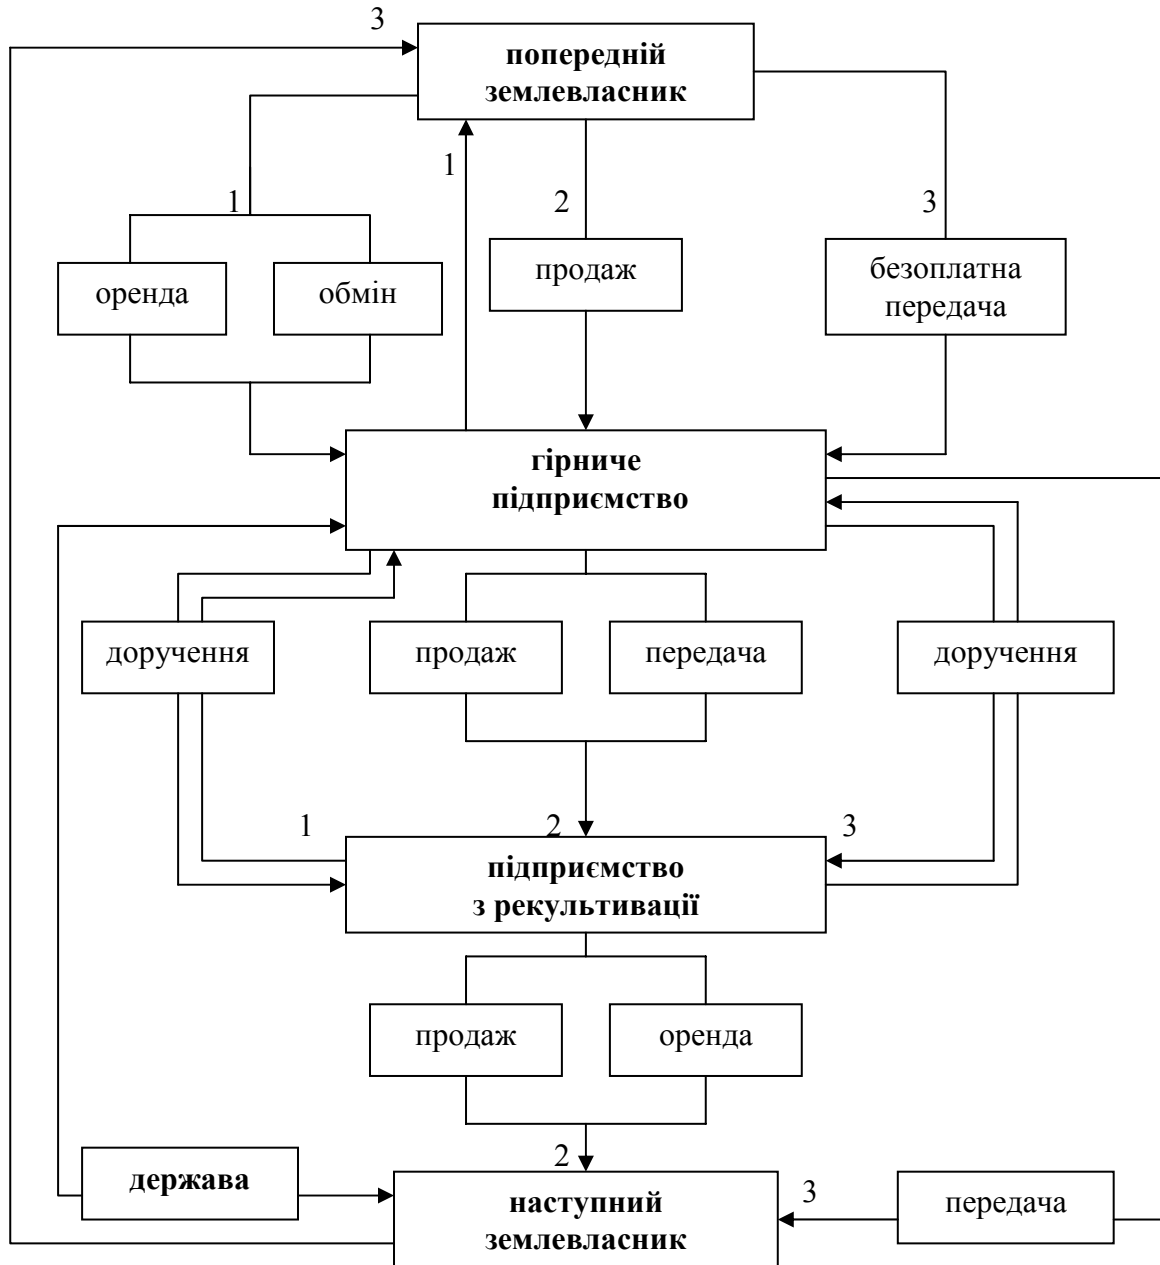 3
попередній
землевласник
1
1
2
3
оренда
обмін
продаж
безоплатна
передача
гірниче
підприємство
доручення
продаж
передача
доручення
1
2
3
підприємство
з рекультивації
продаж
оренда
2
держава
наступний
землевласник
3
передача